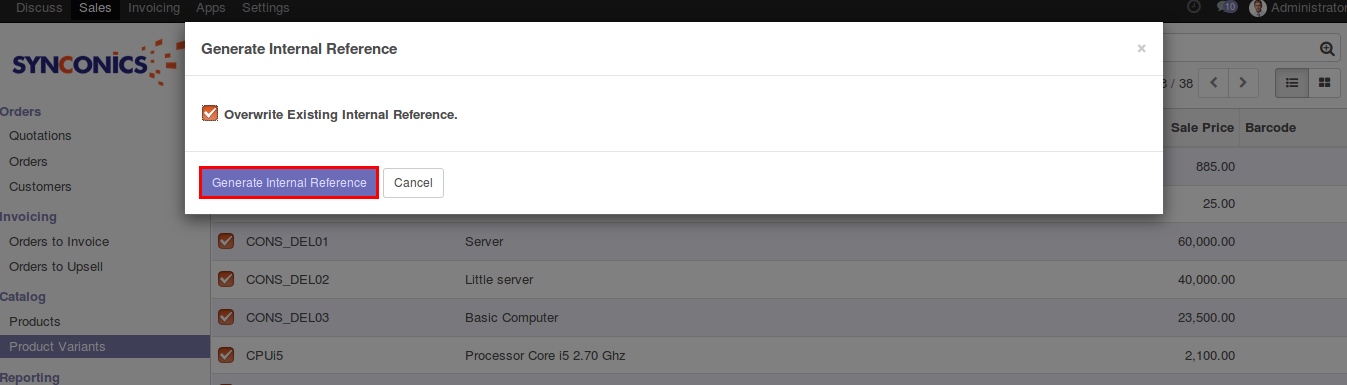 Discuss Sales Invoicing Apps Settings 10 Administrator
Generate Internal Reference ×
SYNCONICS
/ 38
Overwrite Existing Internal Reference.
Generate Internal Reference Cancel
Orders
Quotations
Orders
Customers
Invoicing
Orders to Invoice
Orders to Upsell
Catalog
Products
Product Variants
Reporting
Sale Price Barcode
885.00
25.00
CONS_DEL01 Server 60,000.00
CONS_DEL02 Little server 40,000.00
CONS_DEL03 Basic Computer 23,500.00
CPUi5 Processor Core i5 2.70 Ghz 2,100.00